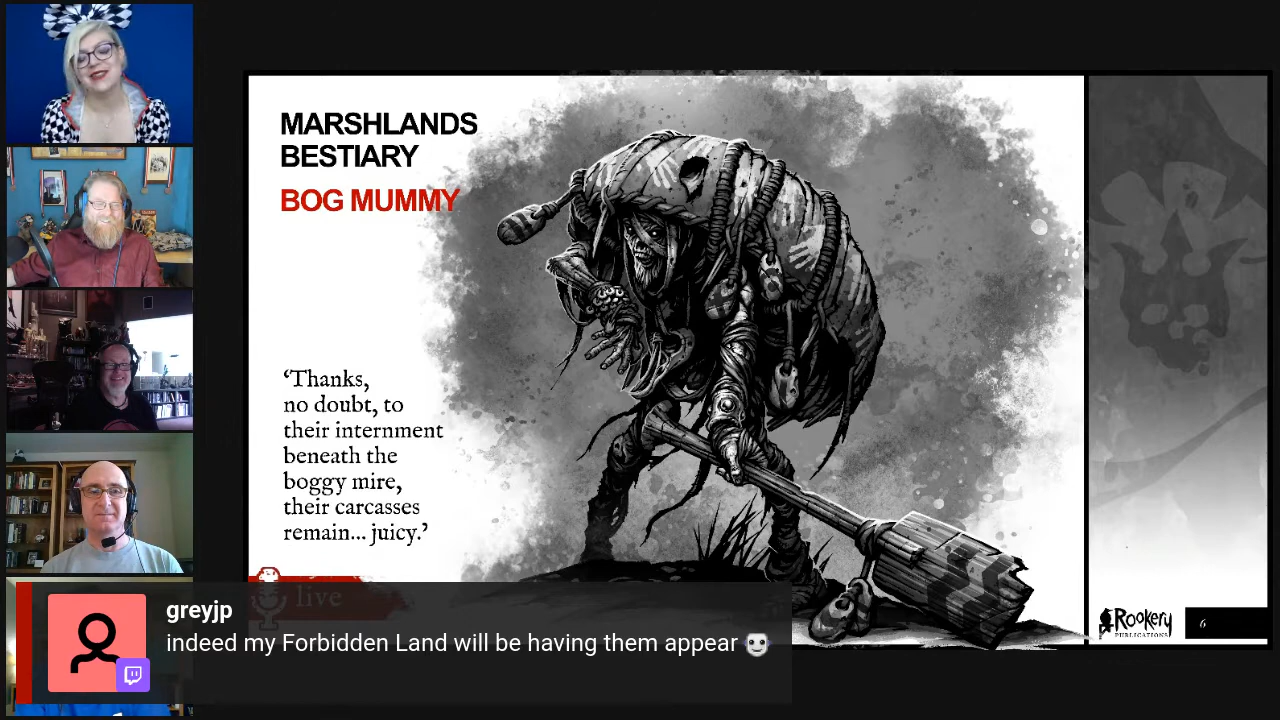 MARSHLANDS
BESTIARY
BOG MUMMY
‘Thanks,
no doubt, to
their internment
beneath the
boggy mire,
their carcasses
remain... juicy.’
live
greyjp
indeed my Forbidden Land will be having them appear
Rookery
PUBLICATIONS
6